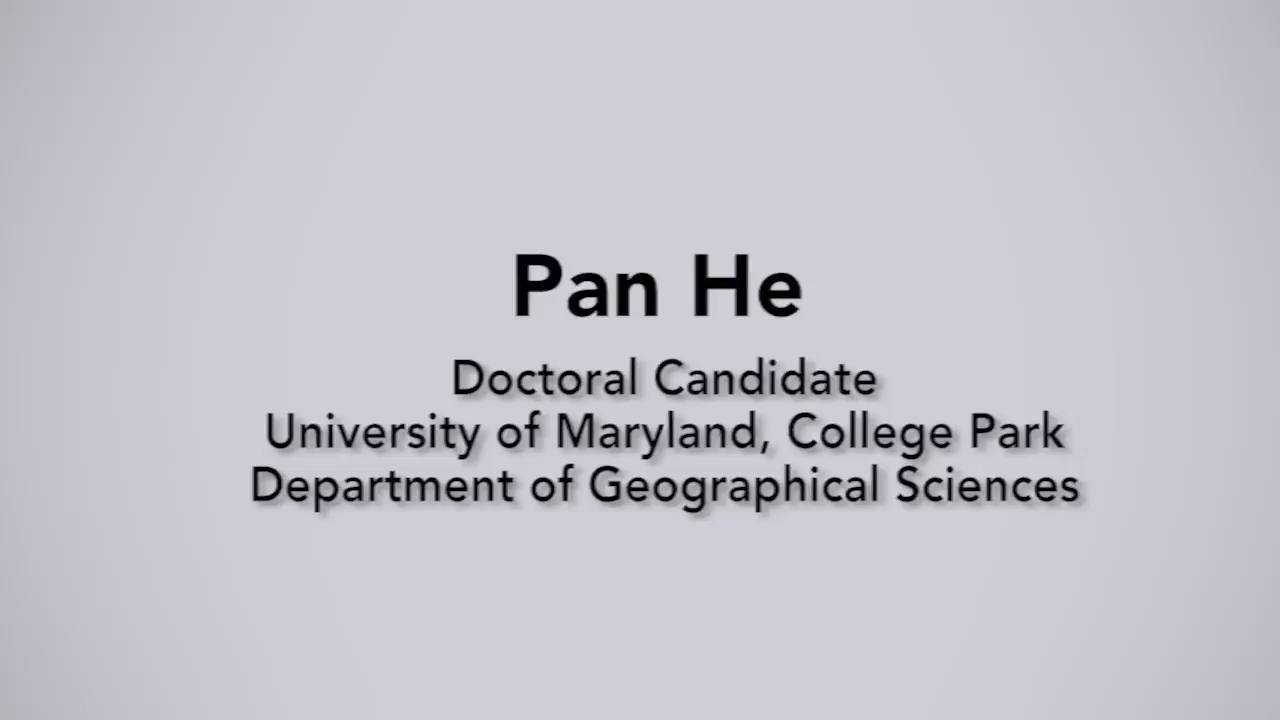 Pan He
Doctoral Candidate
University of Maryland, College Park
Department of Geographical Sciences